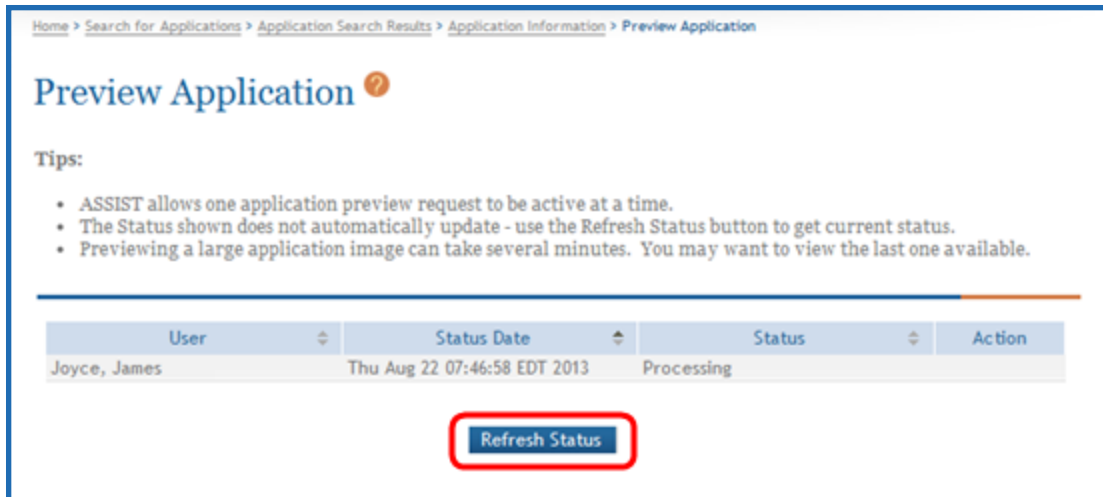 Home > Search for Applications > Application Search Results > Application Information > Preview Application
Preview Application ?
Tips:
• ASSIST allows one application preview request to be active at a time.
• The Status shown does not automatically update - use the Refresh Status button to get current status.
• Previewing a large application image can take several minutes. You may want to view the last one available.
User Status Date Status Action
Joyce, James Thu Aug 22 07:46:58 EDT 2013 Processing
Refresh Status